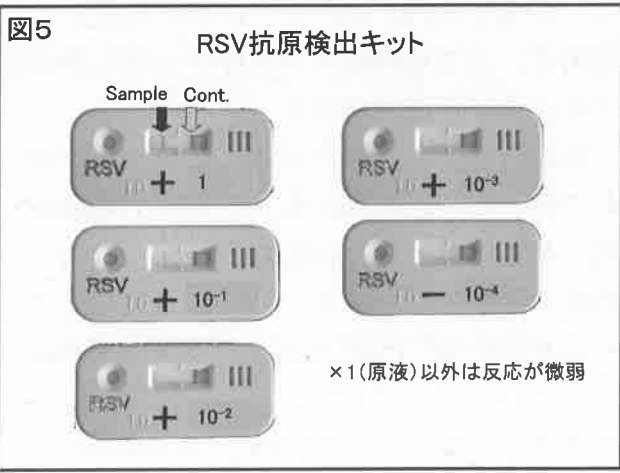 図5
RSV抗原検出キット
Sample Cont.
RSV
+ 1
RSV
+ 10⁻¹
RSV
+ 10⁻²
RSV
+ 10⁻³
RSV
− 10⁻⁴
×1(原液)以外は反応が微弱